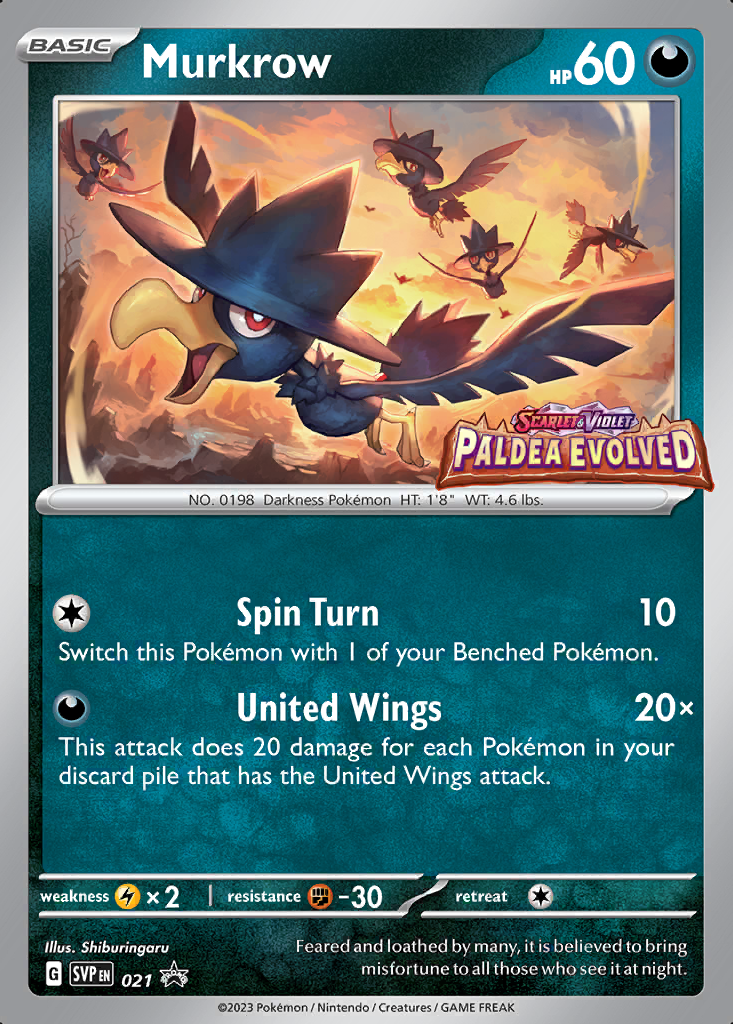 BASIC
Murkrow
HP 60
SCARLET & VIOLET
PALDEA EVOLVED
NO. 0198 Darkness Pokémon HT: 1'8" WT: 4.6 lbs.
Spin Turn 10
Switch this Pokémon with 1 of your Benched Pokémon.
United Wings 20×
This attack does 20 damage for each Pokémon in your
discard pile that has the United Wings attack.
weakness ×2 resistance -30 retreat
Illus. Shiburingaru
Feared and loathed by many, it is believed to bring
misfortune to all those who see it at night.
G SVP EN 021 PROMO
©2023 Pokémon / Nintendo / Creatures / GAME FREAK